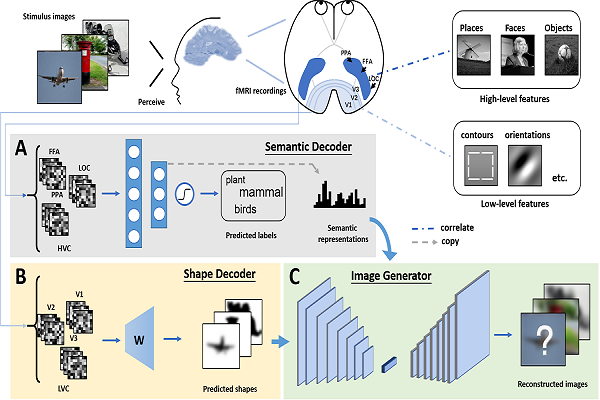 Stimulus images
Perceive
fMRI recordings
PPA
FFA
LOC
V3
V2
V1
Places
Faces
Objects
High-level features
contours
orientations
etc.
Low-level features
A
Semantic Decoder
FFA
LOC
PPA
HVC
plant
mammal
birds
Predicted labels
Semantic
representations
correlate
copy
B
Shape Decoder
V1
V2
V3
LVC
W
Predicted shapes
C
Image Generator
?
Reconstructed images